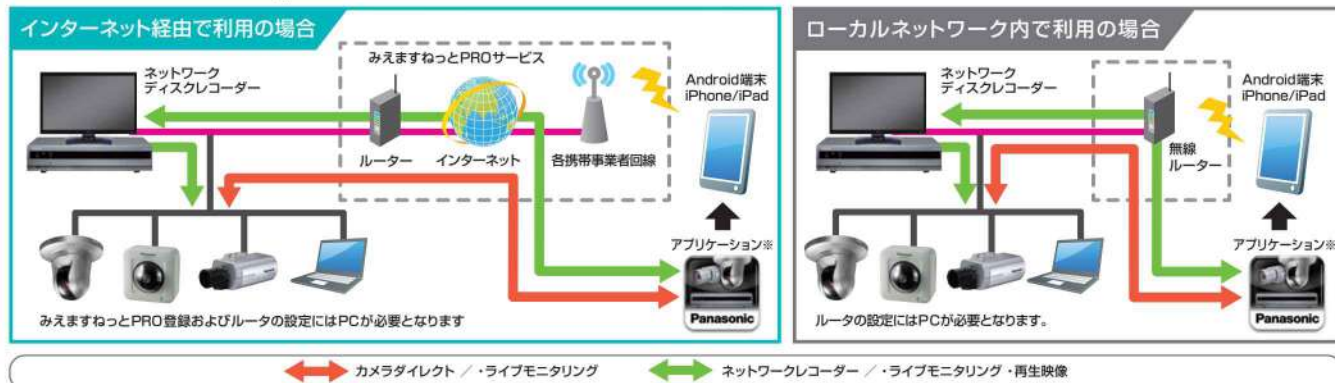 インターネット経由で利用の場合
みえますねっとPROサービス
ネットワーク
ディスクレコーダー
Android端末
iPhone/iPad
ルーター
インターネット
各携帯事業者回線
アプリケーション※
Panasonic
みえますねっとPRO登録およびルータの設定にはPCが必要となります
ローカルネットワーク内で利用の場合
ネットワーク
ディスクレコーダー
Android端末
iPhone/iPad
無線
ルーター
アプリケーション※
Panasonic
ルータの設定にはPCが必要となります。
カメラダイレクト / ・ライブモニタリング
ネットワークレコーダー / ・ライブモニタリング ・再生映像